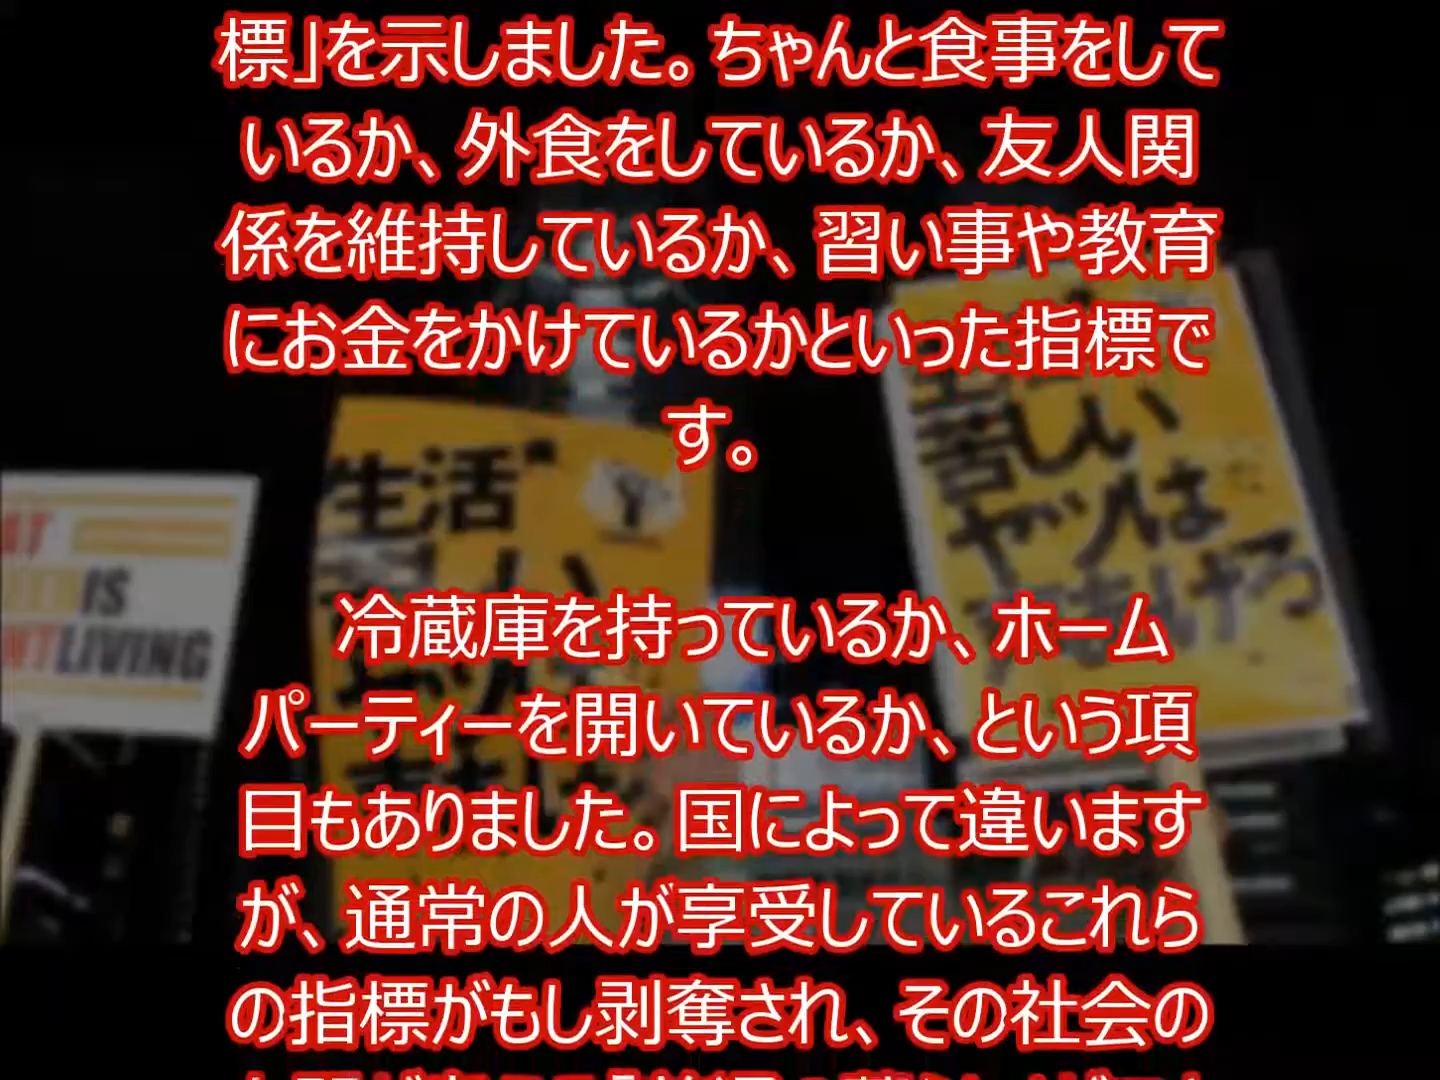 標」を示しました。ちゃんと食事をして
いるか、外食をしているか、友人関
係を維持しているか、習い事や教育
にお金をかけているかといった指標で
す。
冷蔵庫を持っているか、ホーム
パーティーを開いているか、という項
目もありました。国によって違います
が、通常の人が享受しているこれら
の指標がもし剥奪され、その社会の
生活
苦しい
ヤツは
IS
LIVING